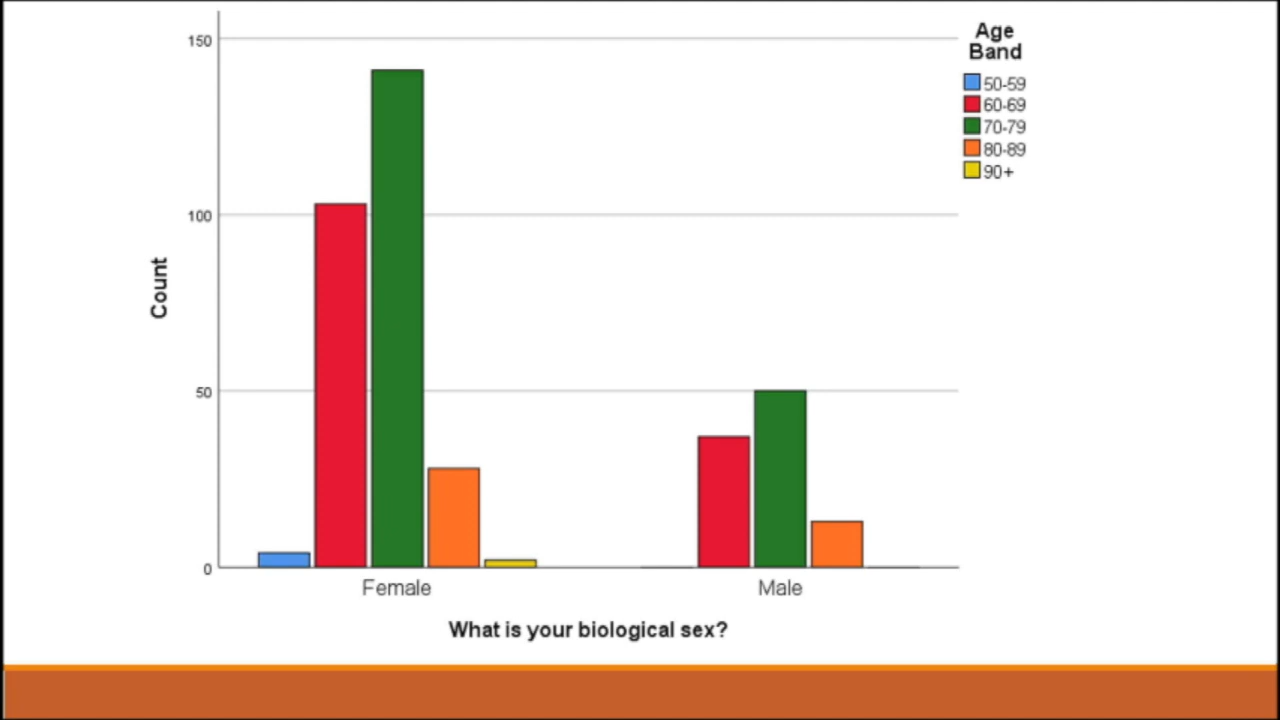 Age
Band
50-59
60-69
70-79
80-89
90+
150
100
50
0
Count
Female
Male
What is your biological sex?